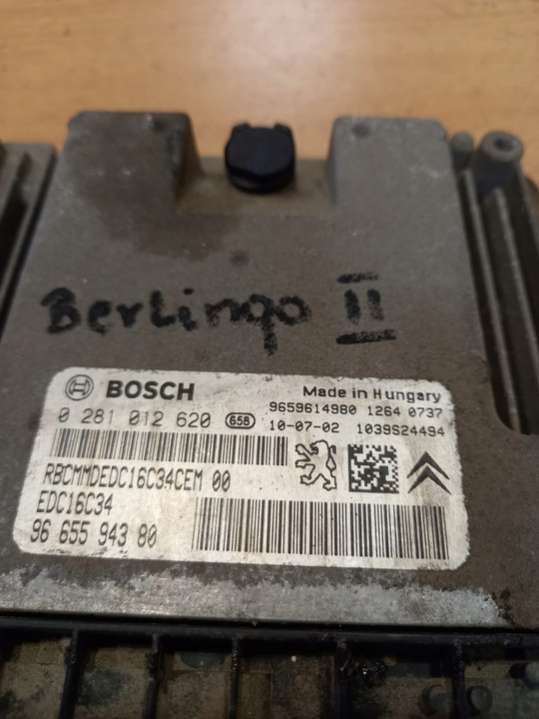 Berlingo II
BOSCH
Made in Hungary
0 281 012 620 658
9659614980 1264 0737
10-07-02 1039S24494
RBCMMDEDC16C34CEM 00
EDC16C34
96 655 943 80